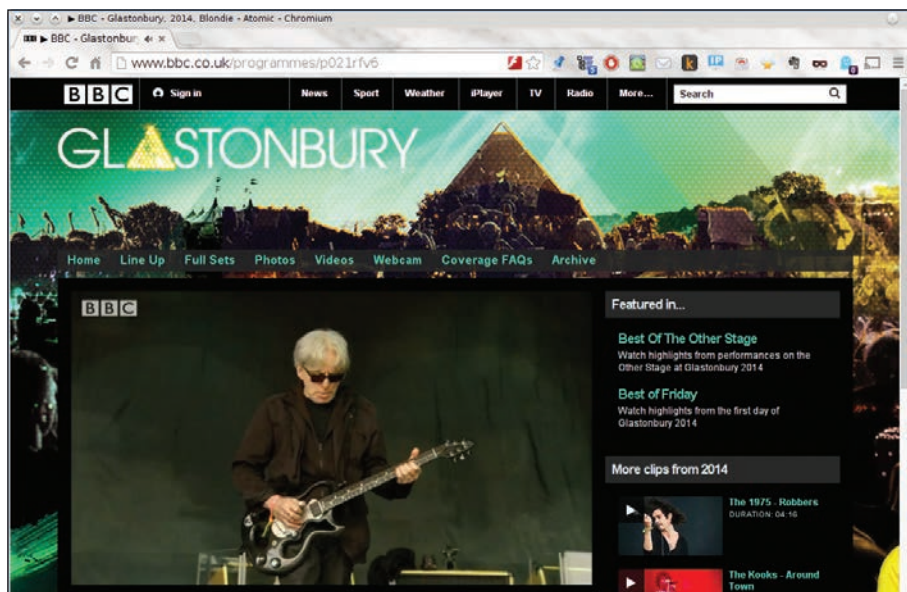 ▶ BBC - Glastonbury, 2014, Blondie - Atomic - Chromium
▶ BBC - Glastonbur
www.bbc.co.uk/programmes/p021rfv6
BBC Sign in News Sport Weather iPlayer TV Radio More... Search
GLASTONBURY
Home Line Up Full Sets Photos Videos Webcam Coverage FAQs Archive
BBC
Featured in...
Best Of The Other Stage
Watch highlights from performances on the
Other Stage at Glastonbury 2014
Best of Friday
Watch highlights from the first day of
Glastonbury 2014
More clips from 2014
The 1975 - Robbers
DURATION: 04:16
The Kooks - Around
Town